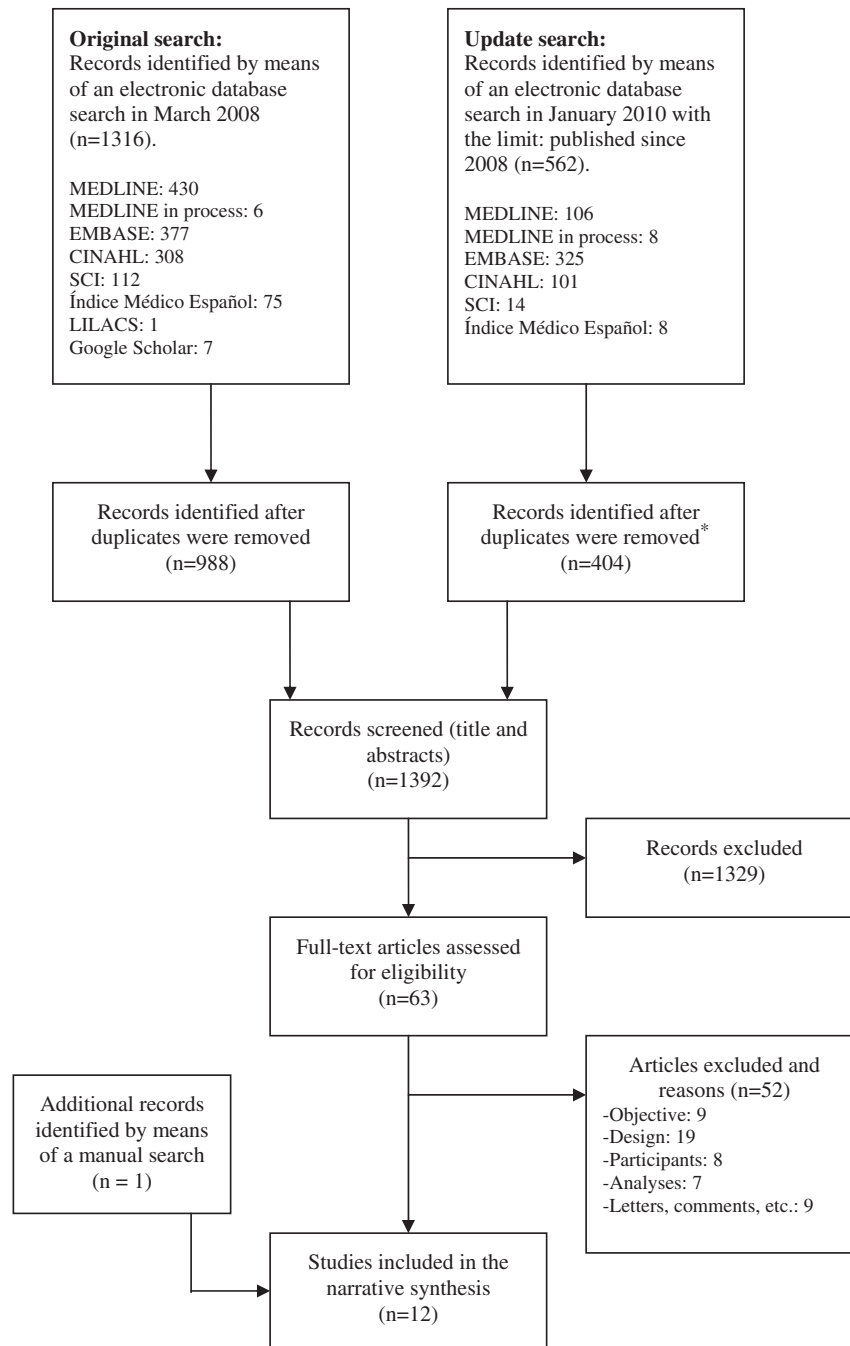 Original search:
Records identified by means
of an electronic database
search in March 2008
(n=1316).
MEDLINE: 430
MEDLINE in process: 6
EMBASE: 377
CINAHL: 308
SCI: 112
Índice Médico Español: 75
LILACS: 1
Google Scholar: 7
Update search:
Records identified by means
of an electronic database
search in January 2010 with
the limit: published since
2008 (n=562).
MEDLINE: 106
MEDLINE in process: 8
EMBASE: 325
CINAHL: 101
SCI: 14
Índice Médico Español: 8
Records identified after
duplicates were removed
(n=988)
Records identified after
duplicates were removed*
(n=404)
Records screened (title and
abstracts)
(n=1392)
Records excluded
(n=1329)
Full-text articles assessed
for eligibility
(n=63)
Articles excluded and
reasons (n=52)
-Objective: 9
-Design: 19
-Participants: 8
-Analyses: 7
-Letters, comments, etc.: 9
Additional records
identified by means
of a manual search
(n = 1)
Studies included in the
narrative synthesis
(n=12)